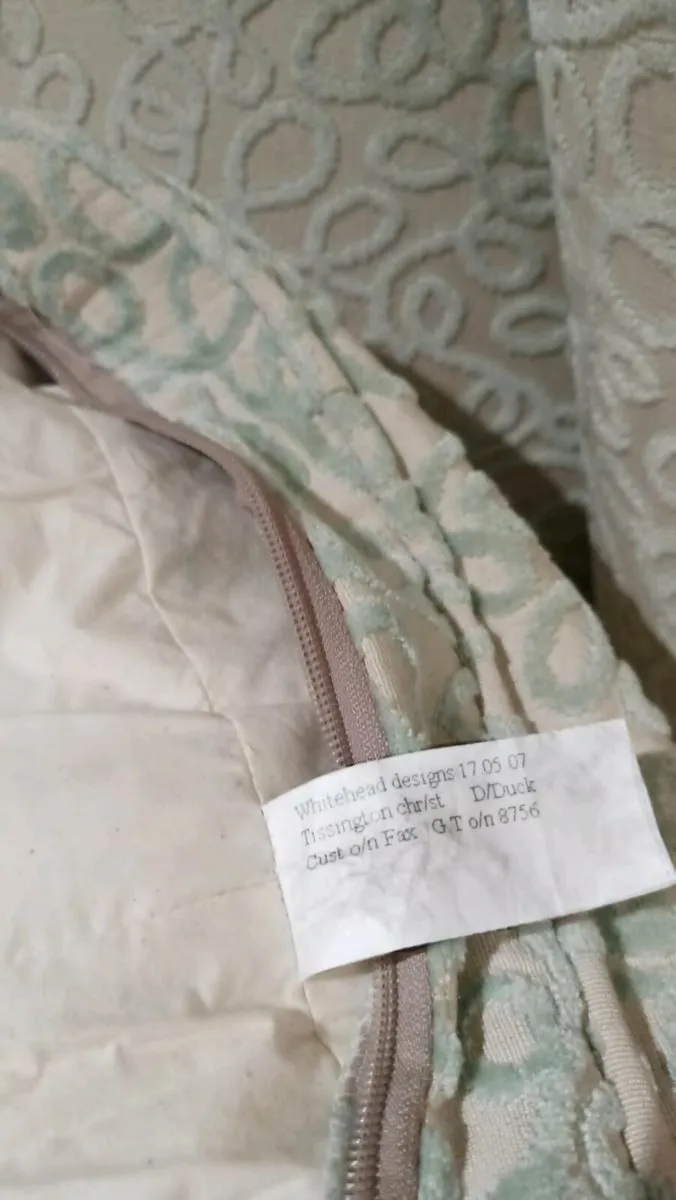 Whitehead designs 17 05 07
Tissington chr/st D/Duck
Cust o/n Fax G.T o/n 8756